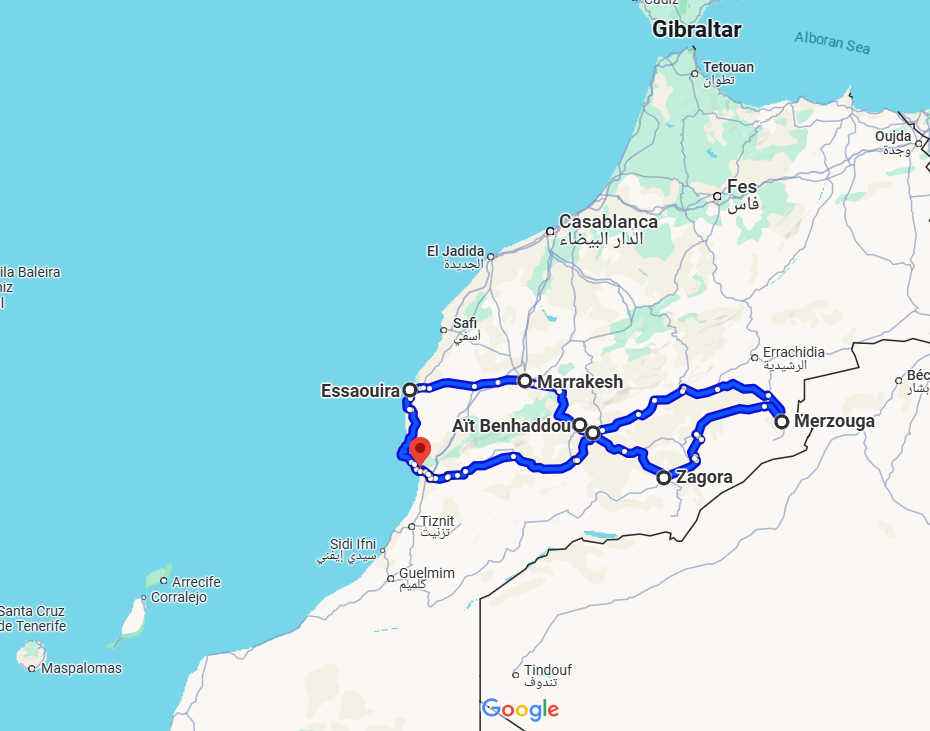 Cádiz
Gibraltar
Alboran Sea
Tetouan
تطوان
Oujda
وجدة
Fes
فاس
Casablanca
الدار البيضاء
El Jadida
الجديدة
ila Baleira
niz
l
Safi
أسفي
Errachidia
الرشيدية
Béc
بشار
Essaouira
Marrakesh
Aït Benhaddou
Merzouga
Zagora
Tiznit
تزنيت
Sidi Ifni
سيدي إيفني
Guelmim
كلميم
Arrecife
Corralejo
Santa Cruz
de Tenerife
Maspalomas
Tindouf
تندوف
Google